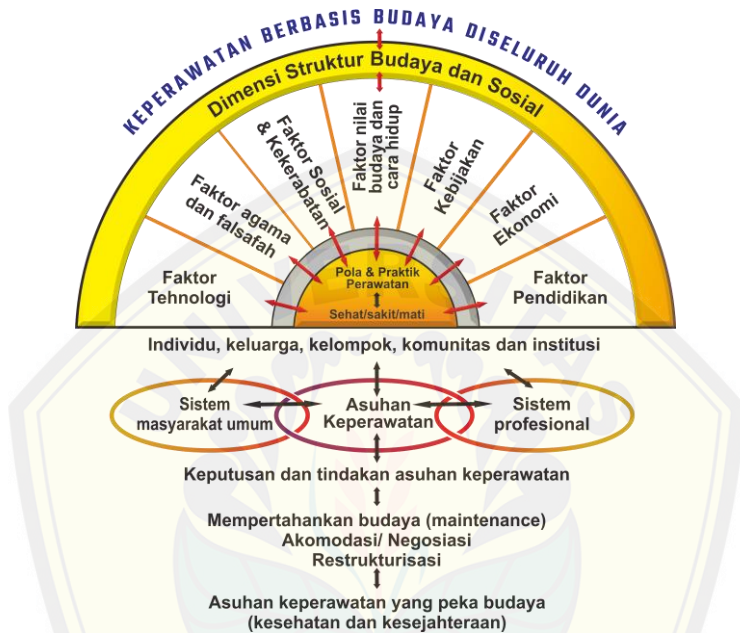 KEPERAWATAN BERBASIS BUDAYA DISELURUH DUNIA
Dimensi Struktur Budaya dan Sosial
Faktor
Tehnologi
Faktor agama
dan falsafah
Faktor Sosial
& Kekerabatan
Faktor nilai
budaya dan
cara hidup
Faktor
Kebijakan
Faktor
Ekonomi
Faktor
Pendidikan
Pola & Praktik
Perawatan
Sehat/sakit/mati
Individu, keluarga, kelompok, komunitas dan institusi
Sistem
masyarakat umum
Asuhan
Keperawatan
Sistem
profesional
Keputusan dan tindakan asuhan keperawatan
Mempertahankan budaya (maintenance)
Akomodasi/ Negosiasi
Restrukturisasi
Asuhan keperawatan yang peka budaya
(kesehatan dan kesejahteraan)
UNIVERSITAS